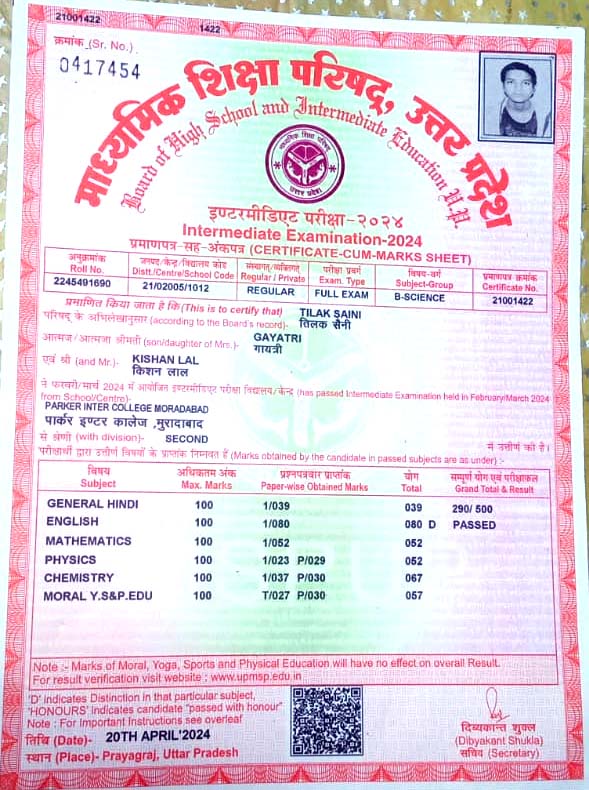 21001422
1422
क्रमांक (Sr. No.)
0417454
माध्यमिक शिक्षा परिषद्, उत्तर प्रदेश
Board of High School and Intermediate Education U.P.
माध्यमिक शिक्षा परिषद्
उत्तर प्रदेश
इण्टरमीडिएट परीक्षा-२०२४
Intermediate Examination-2024
प्रमाणपत्र-सह-अंकपत्र (CERTIFICATE-CUM-MARKS SHEET)
अनुक्रमांक जनपद/केन्द्र/विद्यालय कोड संस्थागत/व्यक्तिगत परीक्षा प्रवर्ग विषय-वर्ग प्रमाणपत्र क्रमांक
Roll No. Distt./Centre/School Code Regular / Private Exam. Type Subject-Group Certificate No.
2245491690 21/02005/1012 REGULAR FULL EXAM B-SCIENCE 21001422
प्रमाणित किया जाता है कि (This is to certify that) TILAK SAINI
परिषद् के अभिलेखानुसार (according to the Board's record)- तिलक सैनी
आत्मज/आत्मजा श्रीमती (son/daughter of Mrs.)- GAYATRI
गायत्री
एवं श्री (and Mr.)- KISHAN LAL
किशन लाल
ने फरवरी/मार्च 2024 में आयोजित इण्टरमीडिएट परीक्षा विद्यालय/केन्द्र (has passed Intermediate Examination held in February/March 2024
from School/Centre)-
PARKER INTER COLLEGE MORADABAD
पार्कर इण्टर कालेज ,मुरादाबाद
से श्रेणी (with division)- SECOND में उत्तीर्ण की है।
परीक्षार्थी द्वारा उत्तीर्ण विषयों के प्राप्तांक निम्नवत हैं (Marks obtained by the candidate in passed subjects are as under) :-
विषय अधिकतम अंक प्रश्नपत्रवार प्राप्तांक योग सम्पूर्ण योग एवं परीक्षाफल
Subject Max. Marks Paper-wise Obtained Marks Total Grand Total & Result
GENERAL HINDI 100 1/039 039 290/ 500
ENGLISH 100 1/080 080 D PASSED
MATHEMATICS 100 1/052 052
PHYSICS 100 1/023 P/029 052
CHEMISTRY 100 1/037 P/030 067
MORAL Y.S&P.EDU 100 T/027 P/030 057
Note :- Marks of Moral, Yoga, Sports and Physical Education will have no effect on overall Result.
For result verification visit website : www.upmsp.edu.in
'D' indicates Distinction in that particular subject,
'HONOURS' indicates candidate "passed with honour"
Note : For Important Instructions see overleaf
तिथि (Date)- 20TH APRIL'2024
स्थान (Place)- Prayagraj, Uttar Pradesh
दिव्यकान्त शुक्ल
(Dibyakant Shukla)
सचिव (Secretary)